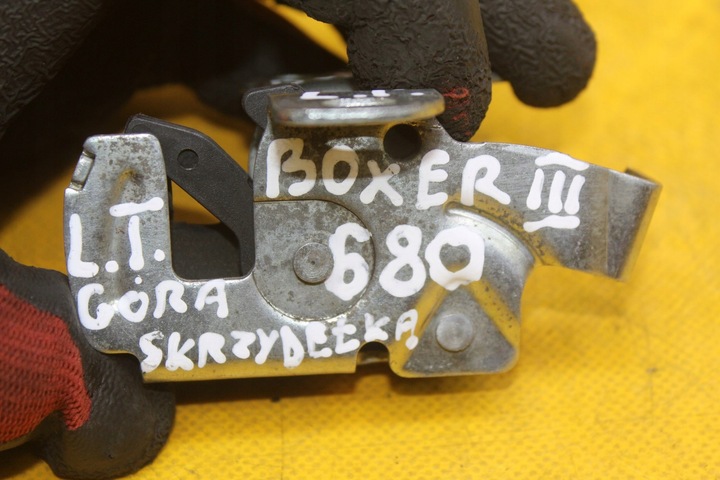 L.T.
BOXER III
680
L.T.
GÓRA
SKRZYDEŁKA